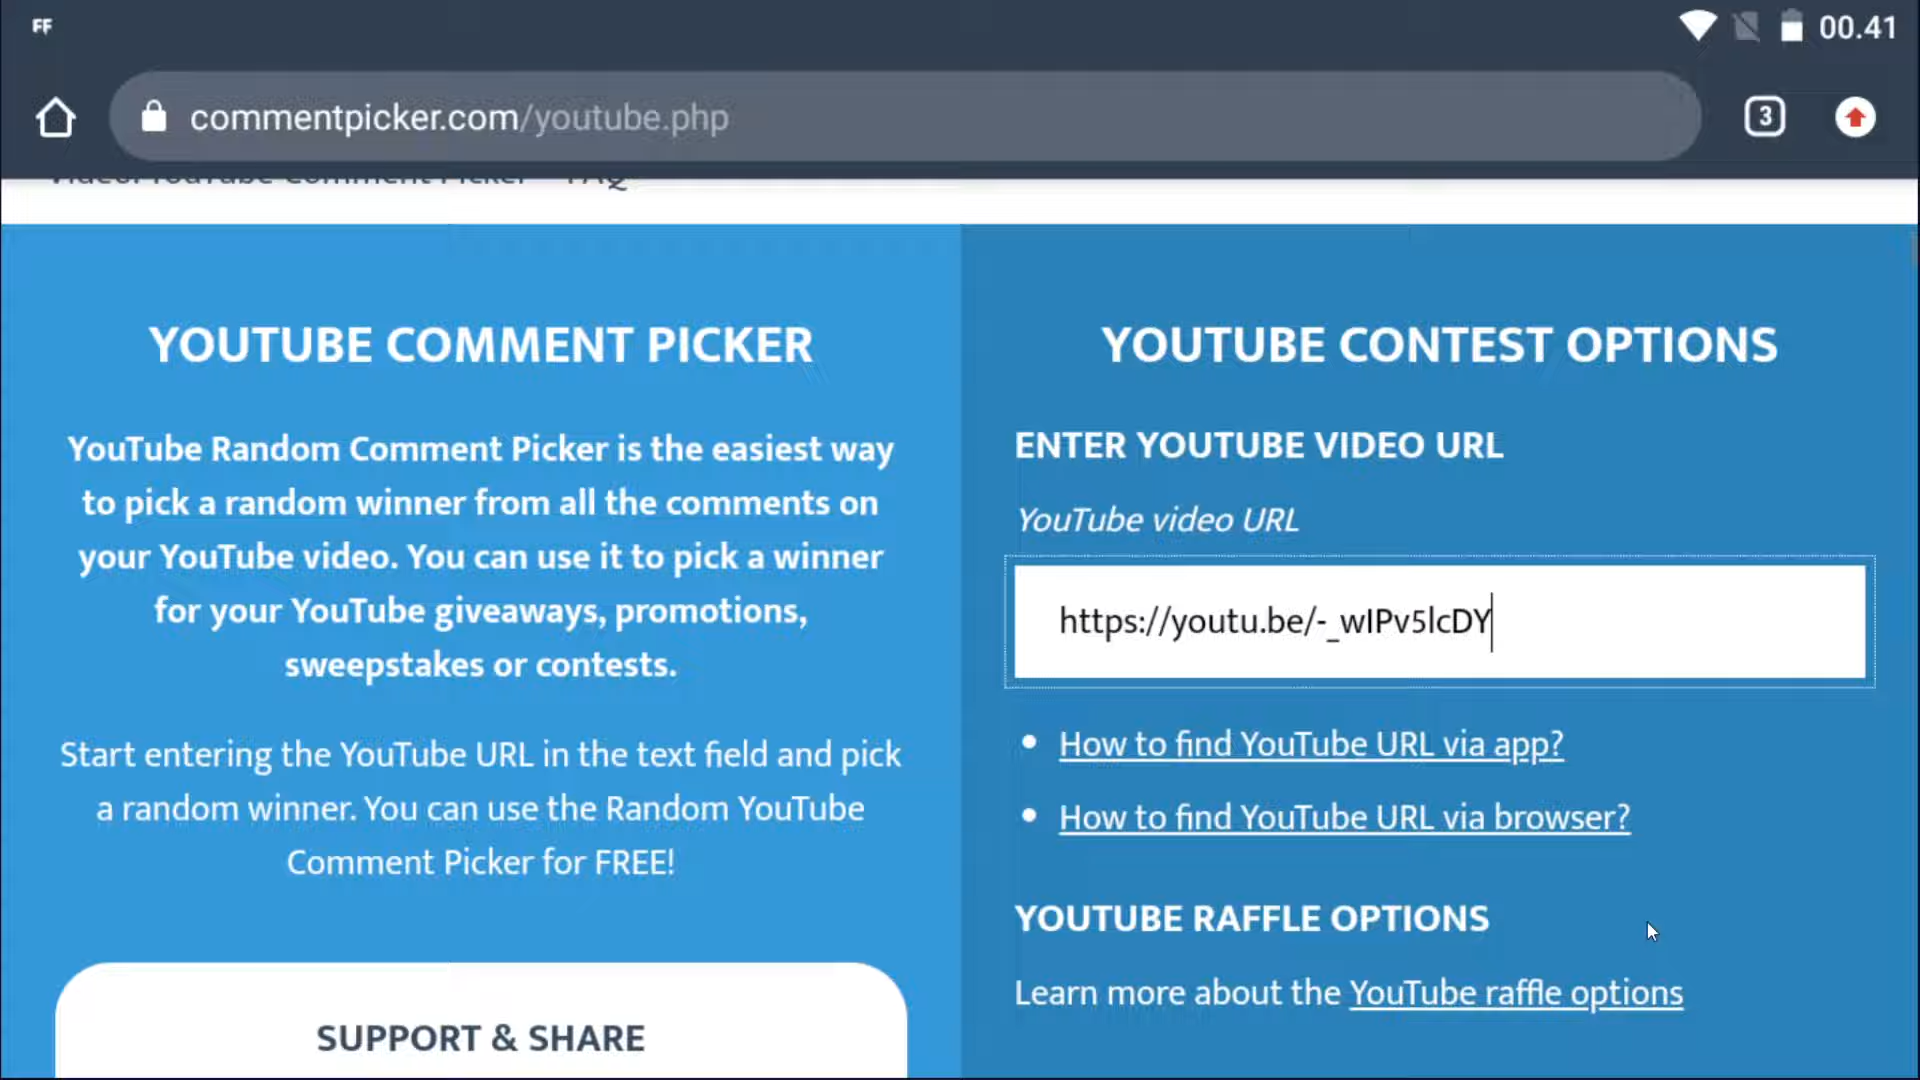 FF
00.41
commentpicker.com/youtube.php
3
Video: YouTube Comment Picker FAQ
YOUTUBE COMMENT PICKER
YouTube Random Comment Picker is the easiest way
to pick a random winner from all the comments on
your YouTube video. You can use it to pick a winner
for your YouTube giveaways, promotions,
sweepstakes or contests.
Start entering the YouTube URL in the text field and pick
a random winner. You can use the Random YouTube
Comment Picker for FREE!
SUPPORT & SHARE
YOUTUBE CONTEST OPTIONS
ENTER YOUTUBE VIDEO URL
YouTube video URL
https://youtu.be/-_wIPv5lcDY
• How to find YouTube URL via app?
• How to find YouTube URL via browser?
YOUTUBE RAFFLE OPTIONS
Learn more about the YouTube raffle options